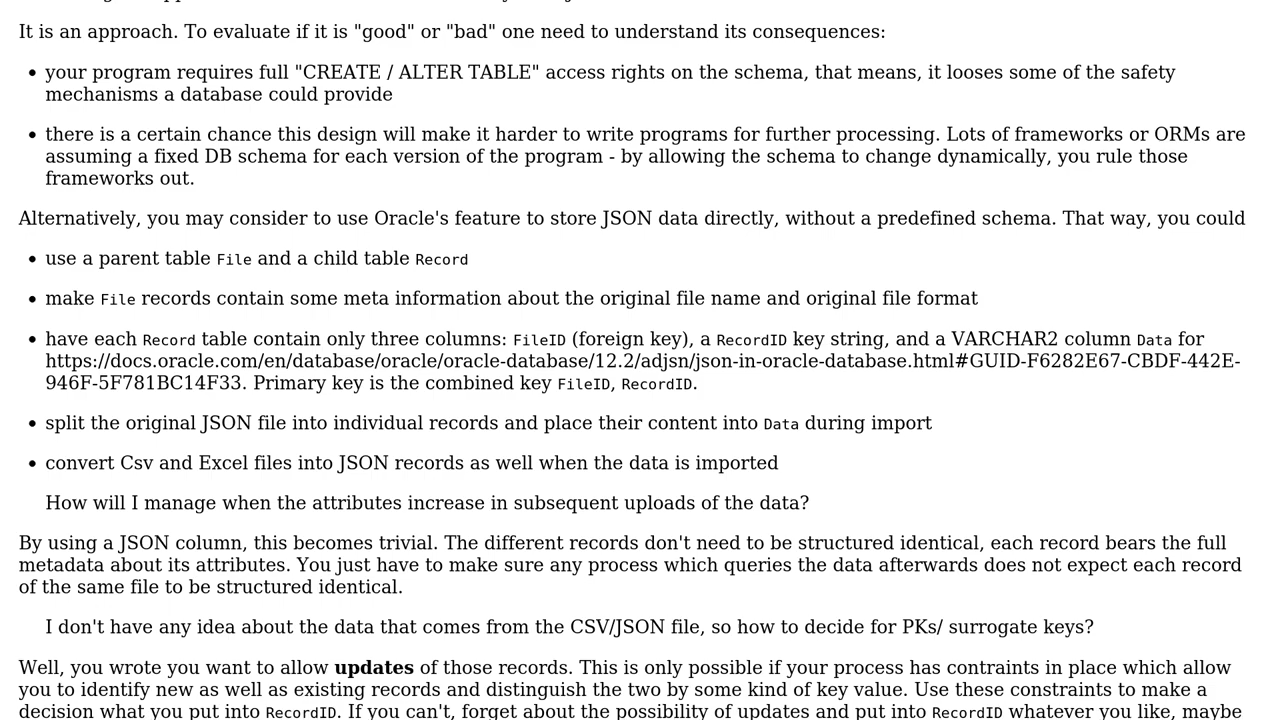 It is an approach. To evaluate if it is "good" or "bad" one need to understand its consequences:
• your program requires full "CREATE / ALTER TABLE" access rights on the schema, that means, it looses some of the safety
mechanisms a database could provide
• there is a certain chance this design will make it harder to write programs for further processing. Lots of frameworks or ORMs are
assuming a fixed DB schema for each version of the program - by allowing the schema to change dynamically, you rule those
frameworks out.
Alternatively, you may consider to use Oracle's feature to store JSON data directly, without a predefined schema. That way, you could
• use a parent table File and a child table Record
• make File records contain some meta information about the original file name and original file format
• have each Record table contain only three columns: FileID (foreign key), a RecordID key string, and a VARCHAR2 column Data for
https://docs.oracle.com/en/database/oracle/oracle-database/12.2/adjsn/json-in-oracle-database.html#GUID-F6282E67-CBDF-442E-
946F-5F781BC14F33. Primary key is the combined key FileID, RecordID.
• split the original JSON file into individual records and place their content into Data during import
• convert Csv and Excel files into JSON records as well when the data is imported
How will I manage when the attributes increase in subsequent uploads of the data?
By using a JSON column, this becomes trivial. The different records don't need to be structured identical, each record bears the full
metadata about its attributes. You just have to make sure any process which queries the data afterwards does not expect each record
of the same file to be structured identical.
I don't have any idea about the data that comes from the CSV/JSON file, so how to decide for PKs/ surrogate keys?
Well, you wrote you want to allow updates of those records. This is only possible if your process has contraints in place which allow
you to identify new as well as existing records and distinguish the two by some kind of key value. Use these constraints to make a
decision what you put into RecordID. If you can't, forget about the possibility of updates and put into RecordID whatever you like, maybe